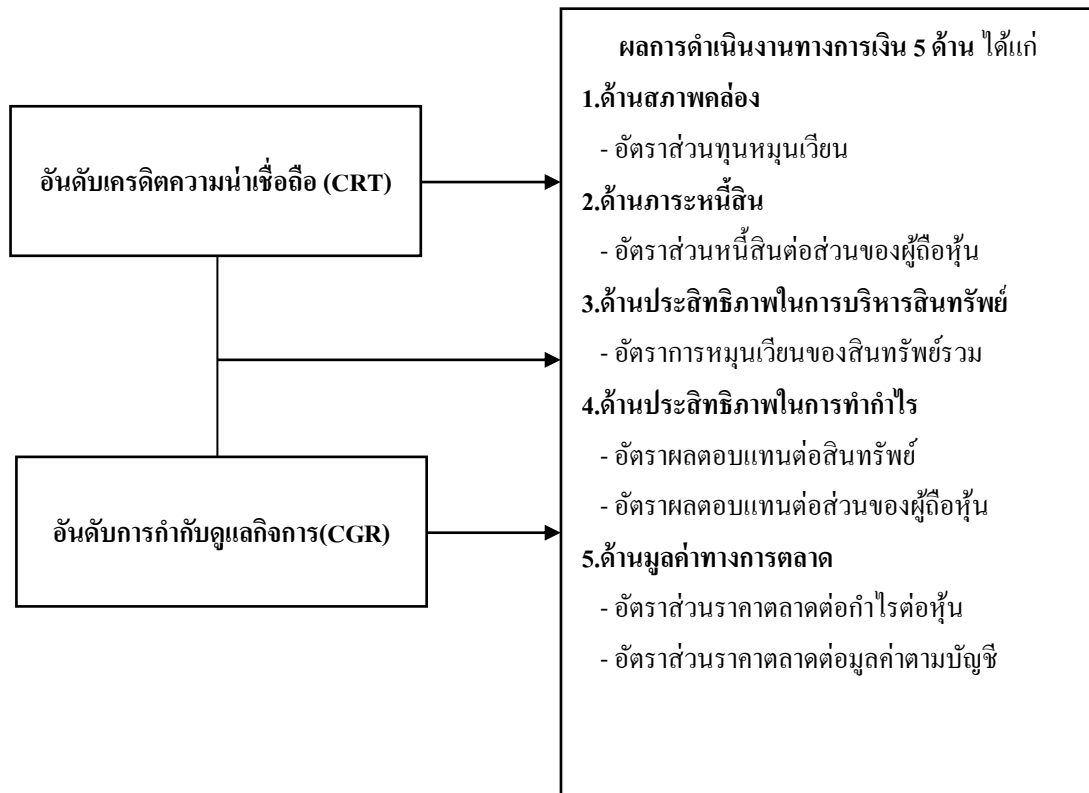 อันดับเครดิตความน่าเชื่อถือ (CRT)
อันดับการกำกับดูแลกิจการ(CGR)
ผลการดำเนินงานทางการเงิน 5 ด้าน ได้แก่
1.ด้านสภาพคล่อง
- อัตราส่วนทุนหมุนเวียน
2.ด้านภาระหนี้สิน
- อัตราส่วนหนี้สินต่อส่วนของผู้ถือหุ้น
3.ด้านประสิทธิภาพในการบริหารสินทรัพย์
- อัตราการหมุนเวียนของสินทรัพย์รวม
4.ด้านประสิทธิภาพในการทำกำไร
- อัตราผลตอบแทนต่อสินทรัพย์
- อัตราผลตอบแทนต่อส่วนของผู้ถือหุ้น
5.ด้านมูลค่าทางการตลาด
- อัตราส่วนราคาตลาดต่อกำไรต่อหุ้น
- อัตราส่วนราคาตลาดต่อมูลค่าตามบัญชี